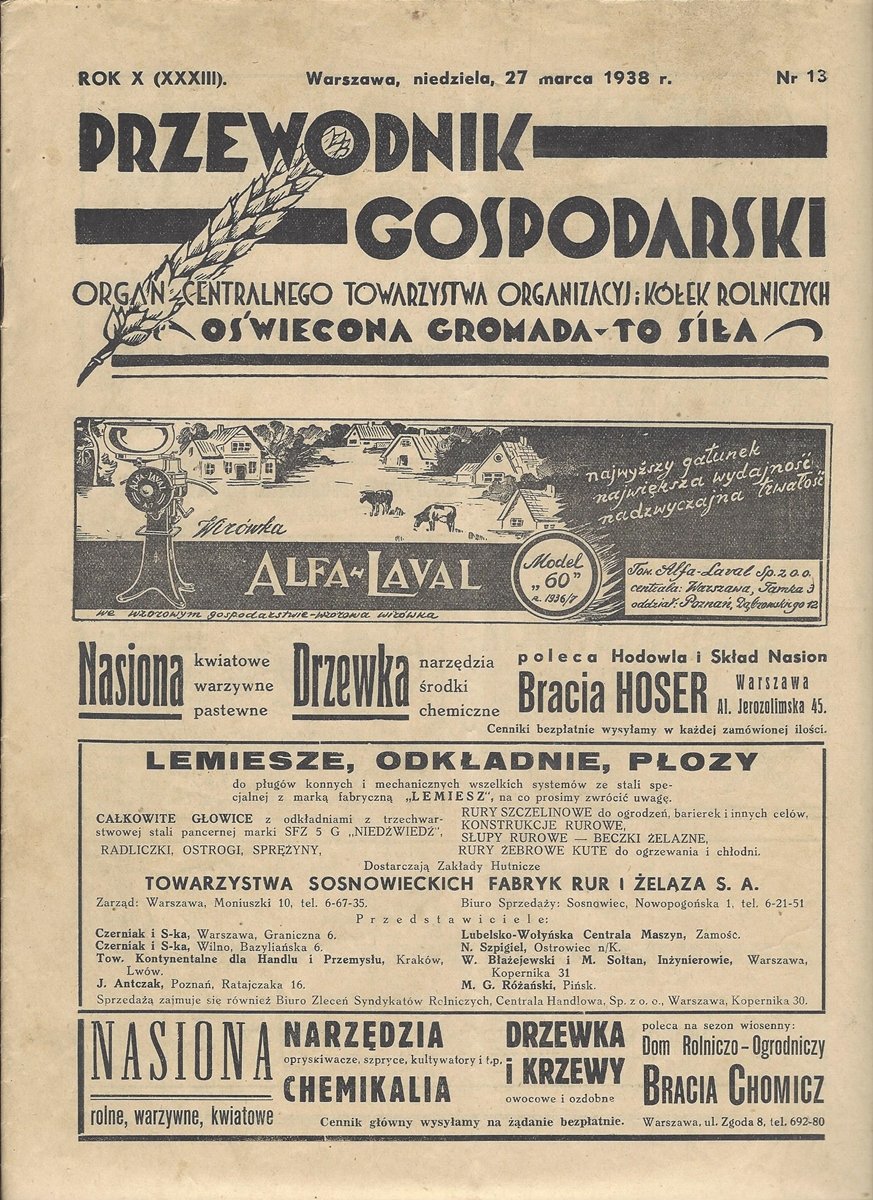 ROK X (XXXIII). Warszawa, niedziela, 27 marca 1938 r. Nr 13
PRZEWODNIK
GOSPODARSKI
ORGAN CENTRALNEGO TOWARZYSTWA ORGANIZACYJ i KÓŁEK ROLNICZYCH
OŚWIECONA GROMADA - TO SIŁA
najwyższy gatunek
największa wydajność
nadzwyczajna trwałość
ALFA-LAVAL
Wirówka
ALFA-LAVAL
Model
„60”
R. 1936/7
Tow. Alfa-Laval Sp. z o. o.
centrala: Warszawa, Tamka 3
oddział: Poznań, Dąbrowskiego 12
we wzorowym gospodarstwie-wzorowa wirówka
Nasiona
kwiatowe
warzywne
pastewne
Drzewka
narzędzia
środki
chemiczne
poleca Hodowla i Skład Nasion
Bracia HOSER
Warszawa
Al. Jerozolimska 45.
Cenniki bezpłatnie wysyłamy w każdej zamówionej ilości.
LEMIESZE, ODKŁADNIE, PŁOZY
do pługów konnych i mechanicznych wszelkich systemów ze stali spe-
cjalnej z marką fabryczną „LEMIESZ”, na co prosimy zwrócić uwagę.
CAŁKOWITE GŁOWICE z odkładniami z trzechwar-
stwowej stali pancernej marki SFZ 5 G „NIEDŹWIEDŹ”,
RADLICZKI, OSTROGI, SPRĘŻYNY,
RURY SZCZELINOWE do ogrodzeń, barierek i innych celów,
KONSTRUKCJE RUROWE,
SŁUPY RUROWE — BECZKI ŻELAZNE,
RURY ŻEBROWE KUTE do ogrzewania i chłodni.
Dostarczają Zakłady Hutnicze
TOWARZYSTWA SOSNOWIECKICH FABRYK RUR I ŻELAZA S. A.
Zarząd: Warszawa, Moniuszki 10, tel. 6-67-35. Biuro Sprzedaży: Sosnowiec, Nowopogońska 1, tel. 6-21-51
Przedstawiciele:
Czerniak i S-ka, Warszawa, Graniczna 6.
Czerniak i S-ka, Wilno, Bazyliańska 6.
Tow. Kontynentalne dla Handlu i Przemysłu, Kraków,
Lwów.
J. Antczak, Poznań, Ratajczaka 16.
Lubelsko-Wołyńska Centrala Maszyn, Zamość.
N. Szpigiel, Ostrowiec n/K.
W. Błażejewski i M. Sołtan, Inżynierowie, Warszawa,
Kopernika 31
M. G. Różański, Pińsk.
Sprzedażą zajmuje się również Biuro Zleceń Syndykatów Rolniczych, Centrala Handlowa, Sp. z o. o., Warszawa, Kopernika 30.
NASIONA
rolne, warzywne, kwiatowe
NARZĘDZIA
opryskiwacze, szpryce, kultywatory i t.p.
CHEMIKALIA
DRZEWKA
i KRZEWY
owocowe i ozdobne
Cennik główny wysyłamy na żądanie bezpłatnie.
poleca na sezon wiosenny:
Dom Rolniczo-Ogrodniczy
BRACIA CHOMICZ
Warszawa, ul. Zgoda 8, tel. 692-80